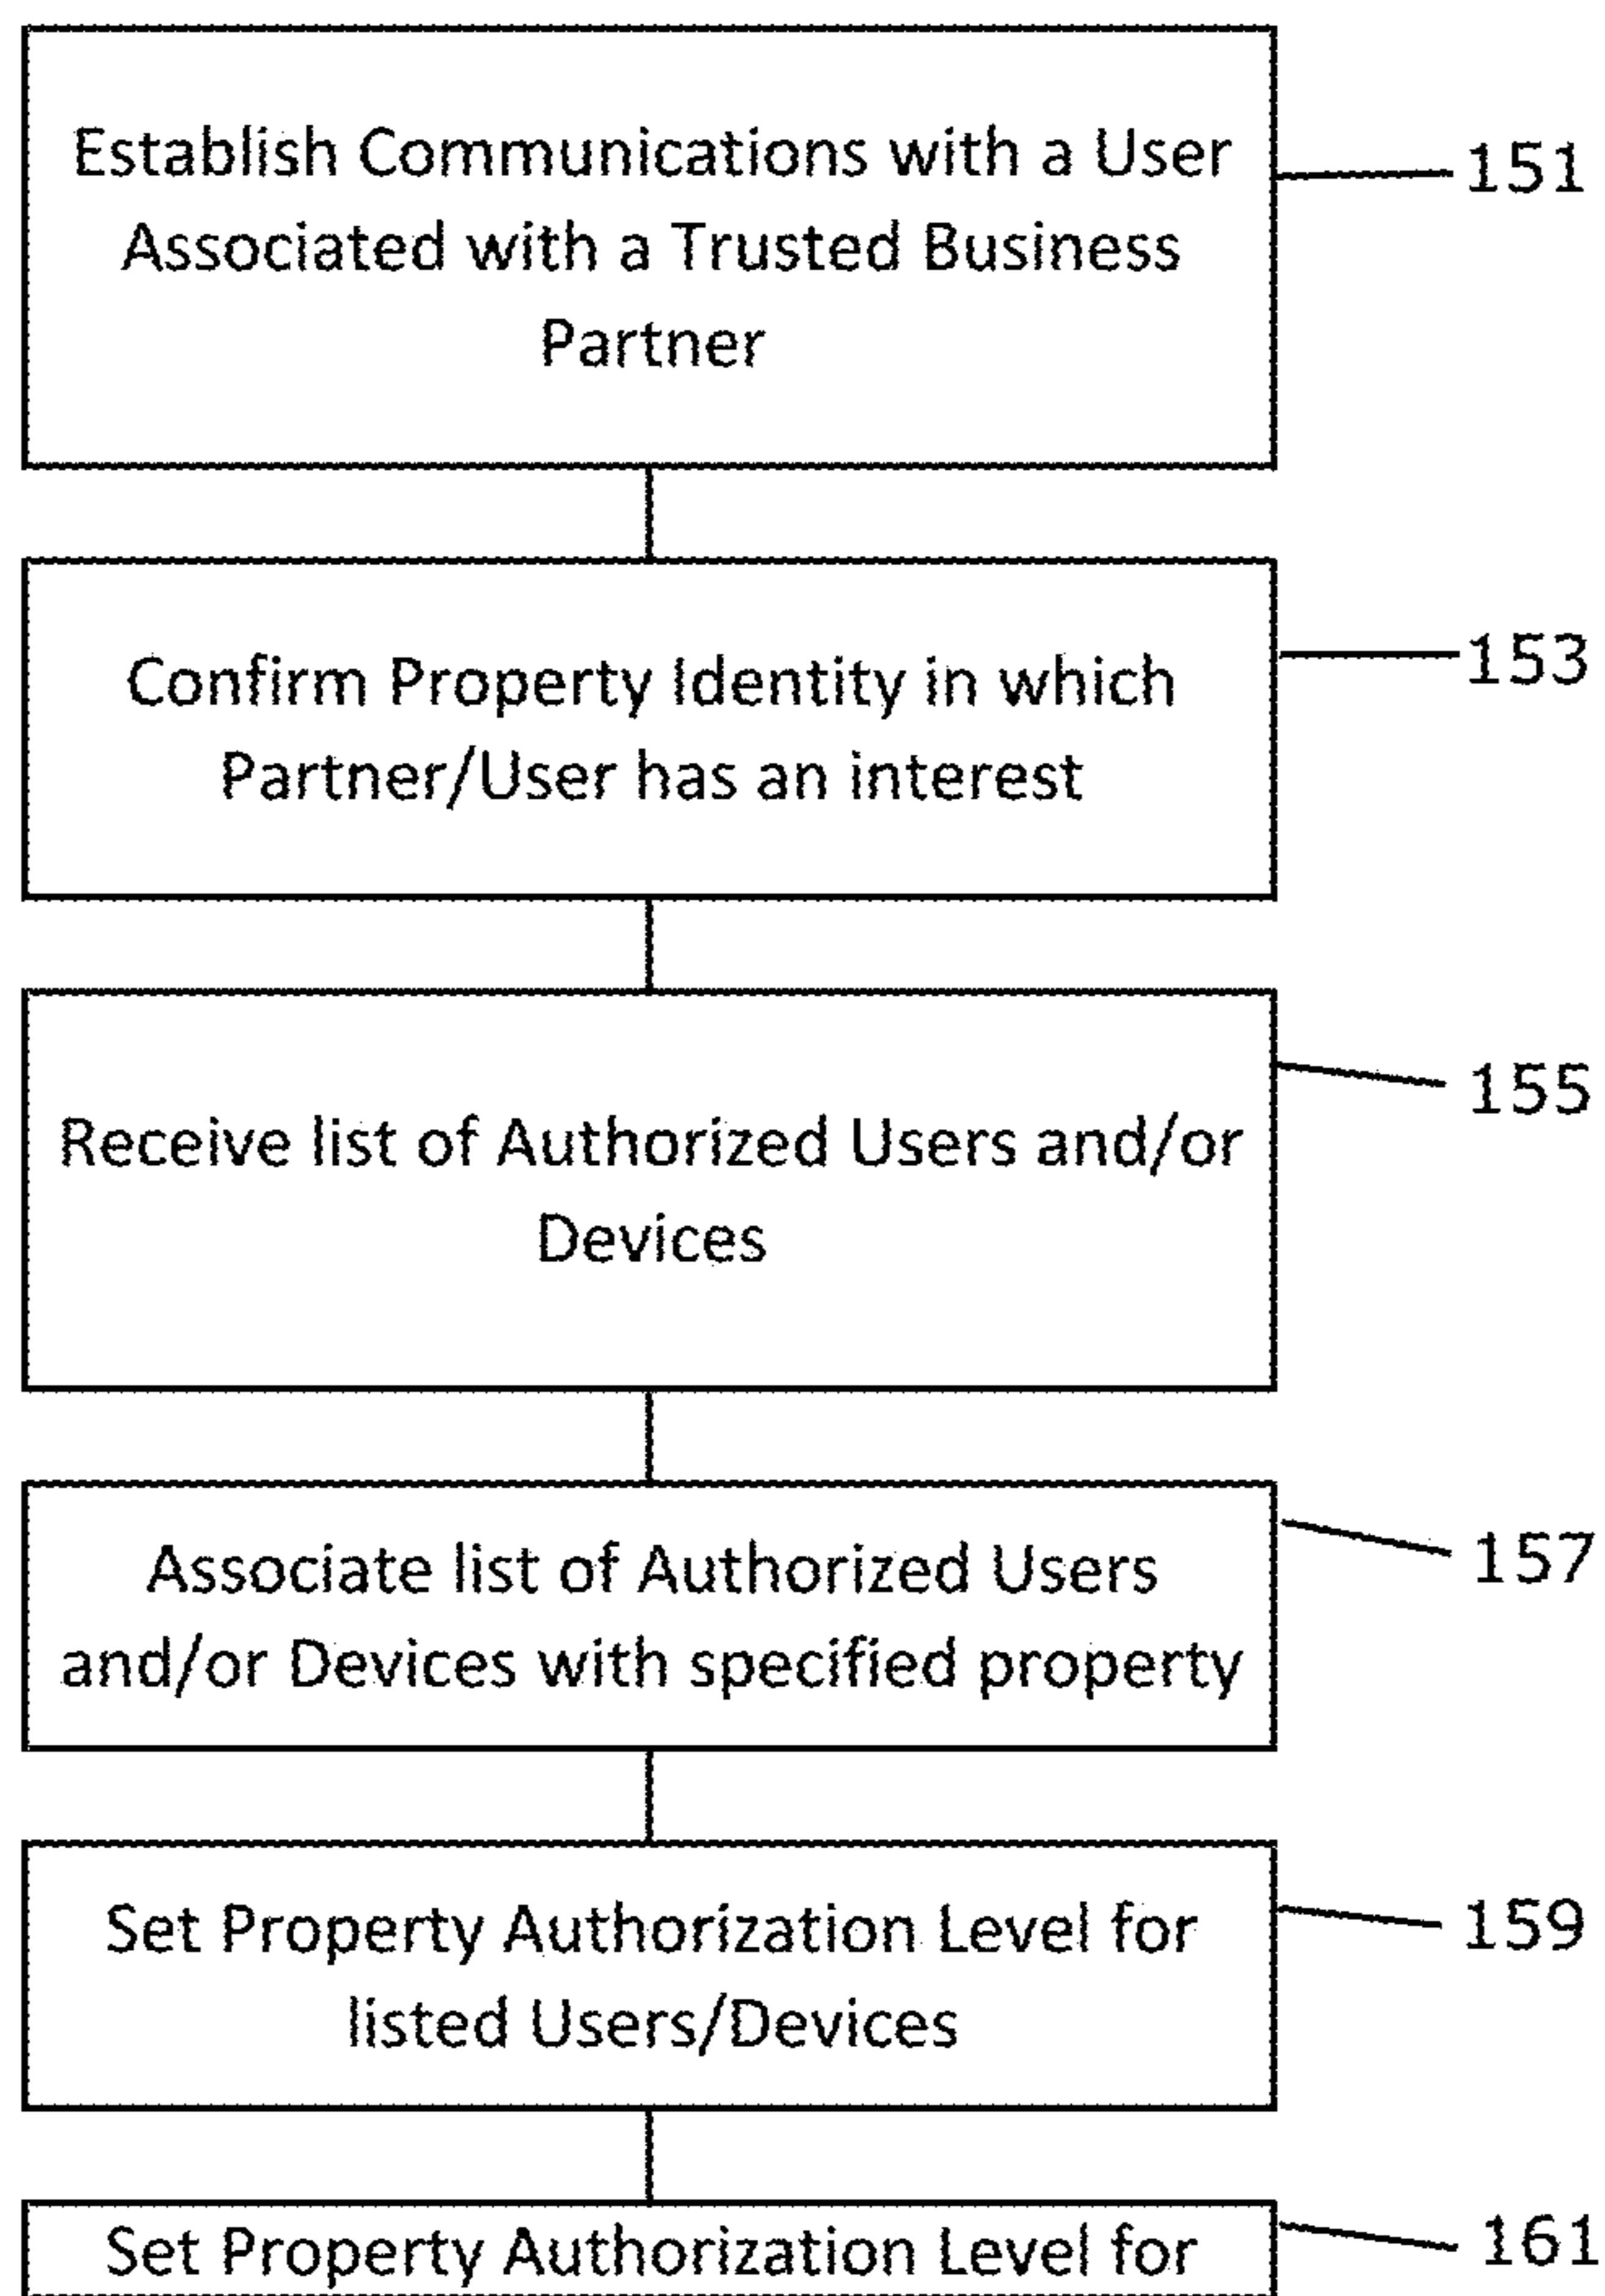 Establish Communications with a User
Associated with a Trusted Business
Partner
151
Confirm Property Identity in which
Partner/User has an interest
153
Receive list of Authorized Users and/or
Devices
155
Associate list of Authorized Users
and/or Devices with specified property
157
Set Property Authorization Level for
listed Users/Devices
159
Set Property Authorization Level for
161